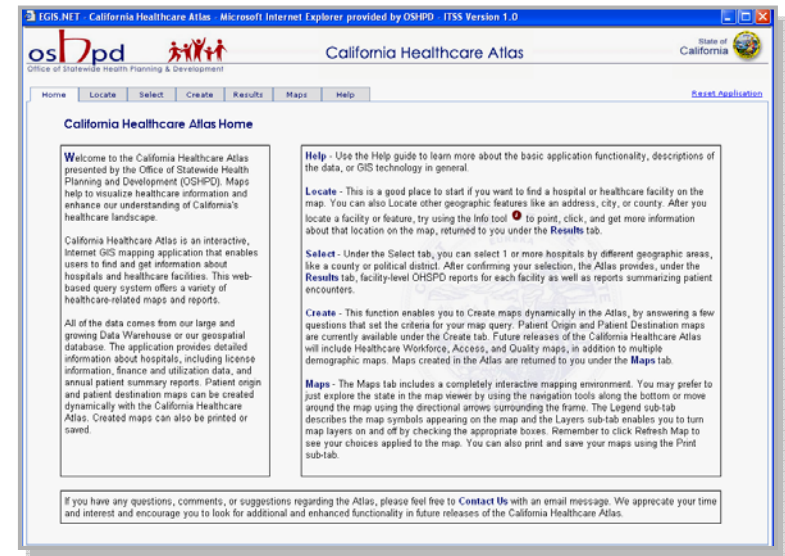 EGIS.NET - California Healthcare Atlas - Microsoft Internet Explorer provided by OSHPD - ITSS Version 1.0
oshpd
Office of Statewide Health Planning & Development
California Healthcare Atlas
State of
California
Home Locate Select Create Results Maps Help
Reset Application
California Healthcare Atlas Home
Welcome to the California Healthcare Atlas
presented by the Office of Statewide Health
Planning and Development (OSHPD). Maps
help to visualize healthcare information and
enhance our understanding of California's
healthcare landscape.
California Healthcare Atlas is an interactive,
Internet GIS mapping application that enables
users to find and get information about
hospitals and healthcare facilities. This web-
based query system offers a variety of
healthcare-related maps and reports.
All of the data comes from our large and
growing Data Warehouse or our geospatial
database. The application provides detailed
information about hospitals, including license
information, finance and utilization data, and
annual patient summary reports. Patient origin
and patient destination maps can be created
dynamically with the California Healthcare
Atlas. Created maps can also be printed or
saved.
Help - Use the Help guide to learn more about the basic application functionality, descriptions of
the data, or GIS technology in general.
Locate - This is a good place to start if you want to find a hospital or healthcare facility on the
map. You can also Locate other geographic features like an address, city, or county. After you
locate a facility or feature, try using the Info tool to point, click, and get more information
about that location on the map, returned to you under the Results tab.
EUREKA
Select - Under the Select tab, you can select 1 or more hospitals by different geographic areas,
like a county or political district. After confirming your selection, the Atlas provides, under the
Results tab, facility-level OHSPD reports for each facility as well as reports summarizing patient
encounters.
Create - This function enables you to Create maps dynamically in the Atlas, by answering a few
questions that set the criteria for your map query. Patient Origin and Patient Destination maps
are currently available under the Create tab. Future releases of the California Healthcare Atlas
will include Healthcare Workforce, Access, and Quality maps, in addition to multiple
demographic maps. Maps created in the Atlas are returned to you under the Maps tab.
Maps - The Maps tab includes a completely interactive mapping environment. You may prefer to
just explore the state in the map viewer by using the navigation tools along the bottom or move
around the map using the directional arrows surrounding the frame. The Legend sub-tab
describes the map symbols appearing on the map and the Layers sub-tab enables you to turn
map layers on and off by checking the appropriate boxes. Remember to click Refresh Map to
see your choices applied to the map. You can also print and save your maps using the Print
sub-tab.
If you have any questions, comments, or suggestions regarding the Atlas, please feel free to Contact Us with an email message. We apprecate your time
and interest and encourage you to look for additional and enhanced functionality in future releases of the California Healthcare Atlas.